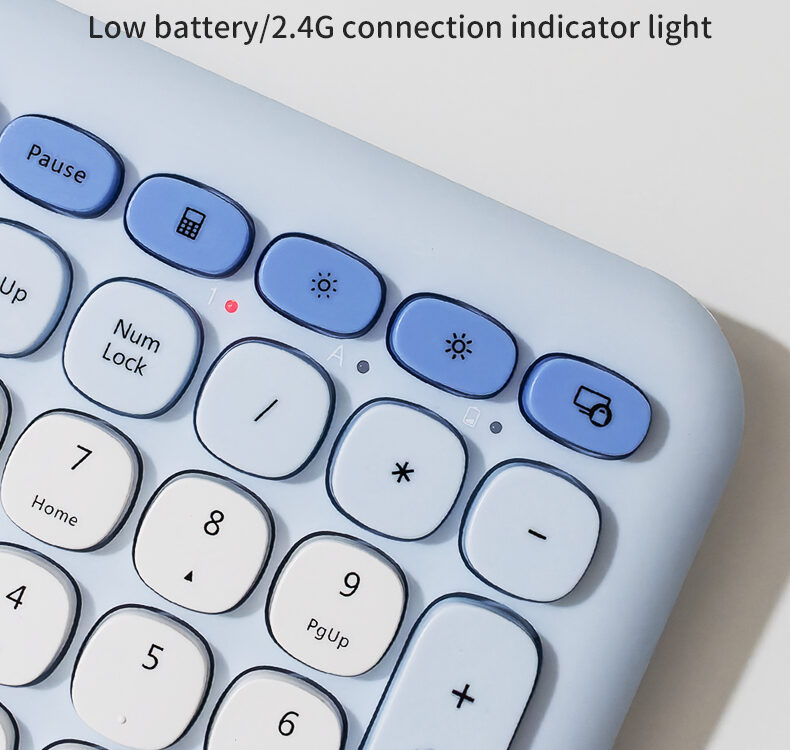 Low battery/2.4G connection indicator light
Pause
Up
Num
Lock
1
A
/
*
-
7
Home
8
9
PgUp
4
5
6
+